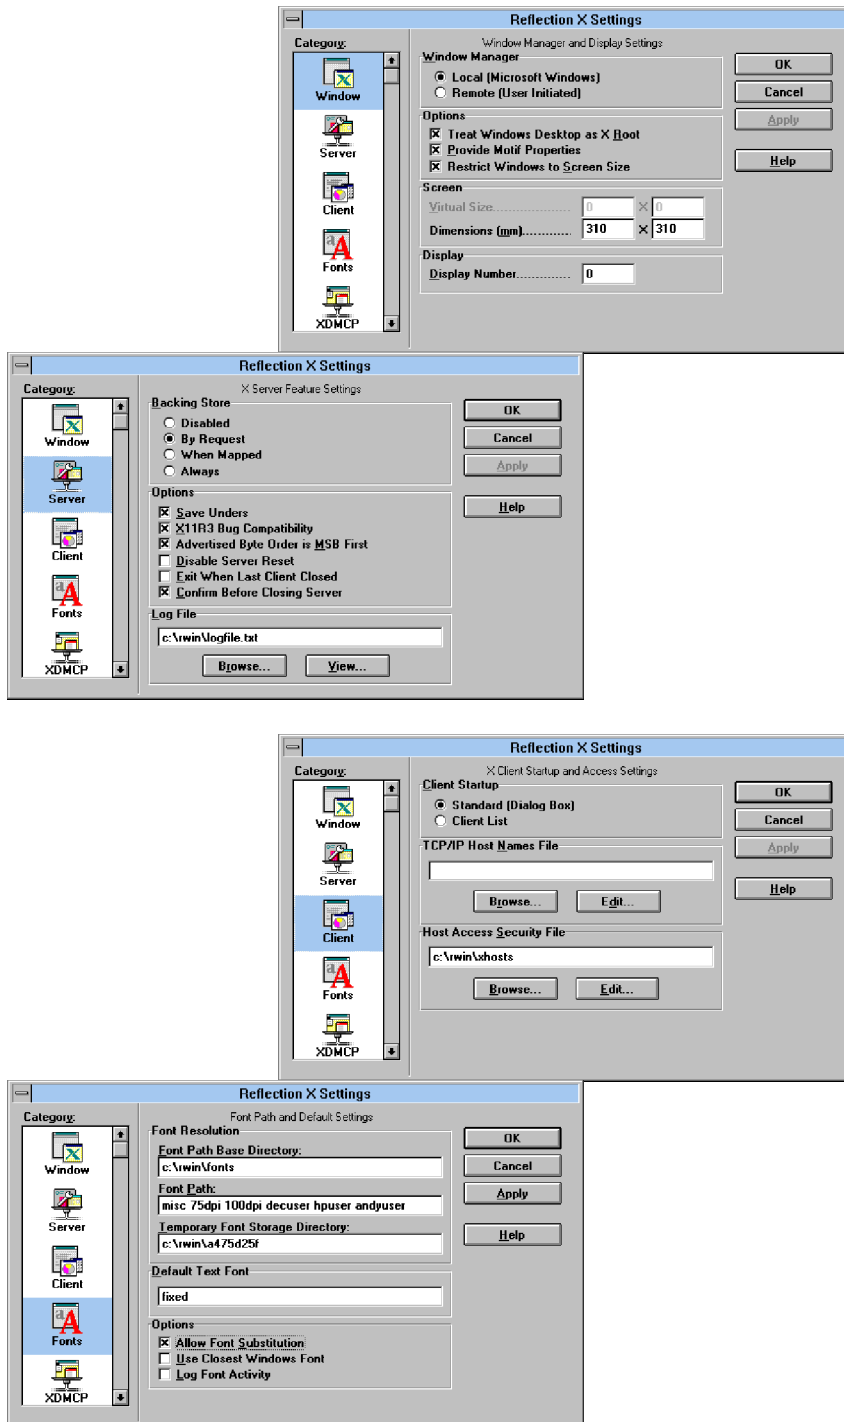 Reflection X Settings
Category:
Window
Server
Client
Fonts
XDMCP
Window Manager and Display Settings
Window Manager
Local (Microsoft Windows)
Remote (User Initiated)
Options
Treat Windows Desktop as X Root
Provide Motif Properties
Restrict Windows to Screen Size
Screen
Virtual Size................... 0 X 0
Dimensions (mm)............ 310 X 310
Display
Display Number.............. 0
OK
Cancel
Apply
Help
Reflection X Settings
Category:
Window
Server
Client
Fonts
XDMCP
X Server Feature Settings
Backing Store
Disabled
By Request
When Mapped
Always
Options
Save Unders
X11R3 Bug Compatibility
Advertised Byte Order is MSB First
Disable Server Reset
Exit When Last Client Closed
Confirm Before Closing Server
Log File
c:\rwin\logfile.txt
Browse... View...
OK
Cancel
Apply
Help
Reflection X Settings
Category:
Window
Server
Client
Fonts
XDMCP
X Client Startup and Access Settings
Client Startup
Standard (Dialog Box)
Client List
TCP/IP Host Names File
Browse... Edit...
Host Access Security File
c:\rwin\xhosts
Browse... Edit...
OK
Cancel
Apply
Help
Reflection X Settings
Category:
Window
Server
Client
Fonts
XDMCP
Font Path and Default Settings
Font Resolution
Font Path Base Directory:
c:\rwin\fonts
Font Path:
misc 75dpi 100dpi decuser hpuser andyuser
Temporary Font Storage Directory:
c:\rwin\a475d25f
Default Text Font
fixed
Options
Allow Font Substitution
Use Closest Windows Font
Log Font Activity
OK
Cancel
Apply
Help